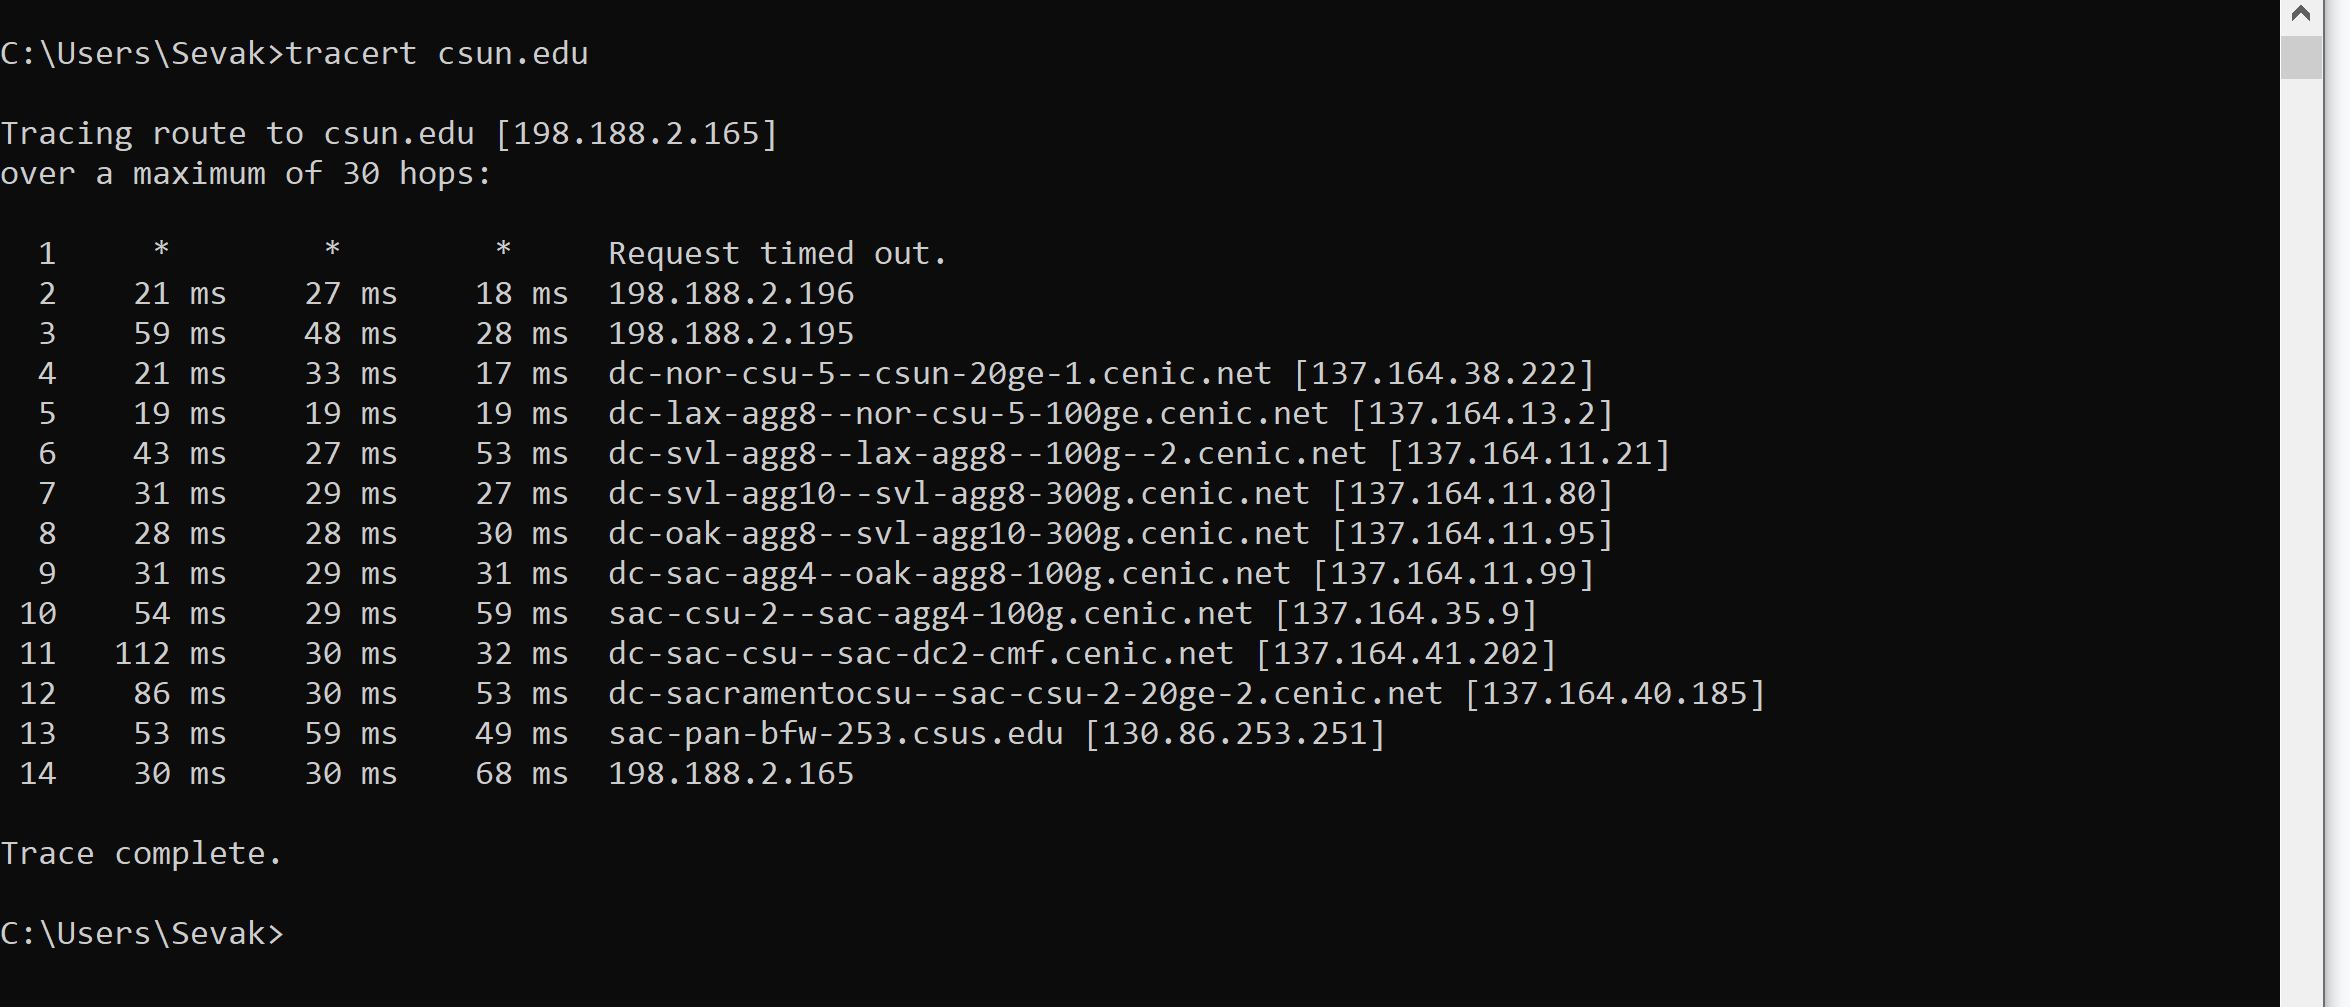 C:\Users\Sevak>tracert csun.edu
Tracing route to csun.edu [198.188.2.165]
over a maximum of 30 hops:
1 * * * Request timed out.
2 21 ms 27 ms 18 ms 198.188.2.196
3 59 ms 48 ms 28 ms 198.188.2.195
4 21 ms 33 ms 17 ms dc-nor-csu-5--csun-20ge-1.cenic.net [137.164.38.222]
5 19 ms 19 ms 19 ms dc-lax-agg8--nor-csu-5-100ge.cenic.net [137.164.13.2]
6 43 ms 27 ms 53 ms dc-svl-agg8--lax-agg8--100g--2.cenic.net [137.164.11.21]
7 31 ms 29 ms 27 ms dc-svl-agg10--svl-agg8-300g.cenic.net [137.164.11.80]
8 28 ms 28 ms 30 ms dc-oak-agg8--svl-agg10-300g.cenic.net [137.164.11.95]
9 31 ms 29 ms 31 ms dc-sac-agg4--oak-agg8-100g.cenic.net [137.164.11.99]
10 54 ms 29 ms 59 ms sac-csu-2--sac-agg4-100g.cenic.net [137.164.35.9]
11 112 ms 30 ms 32 ms dc-sac-csu--sac-dc2-cmf.cenic.net [137.164.41.202]
12 86 ms 30 ms 53 ms dc-sacramentocsu--sac-csu-2-20ge-2.cenic.net [137.164.40.185]
13 53 ms 59 ms 49 ms sac-pan-bfw-253.csus.edu [130.86.253.251]
14 30 ms 30 ms 68 ms 198.188.2.165
Trace complete.
C:\Users\Sevak>